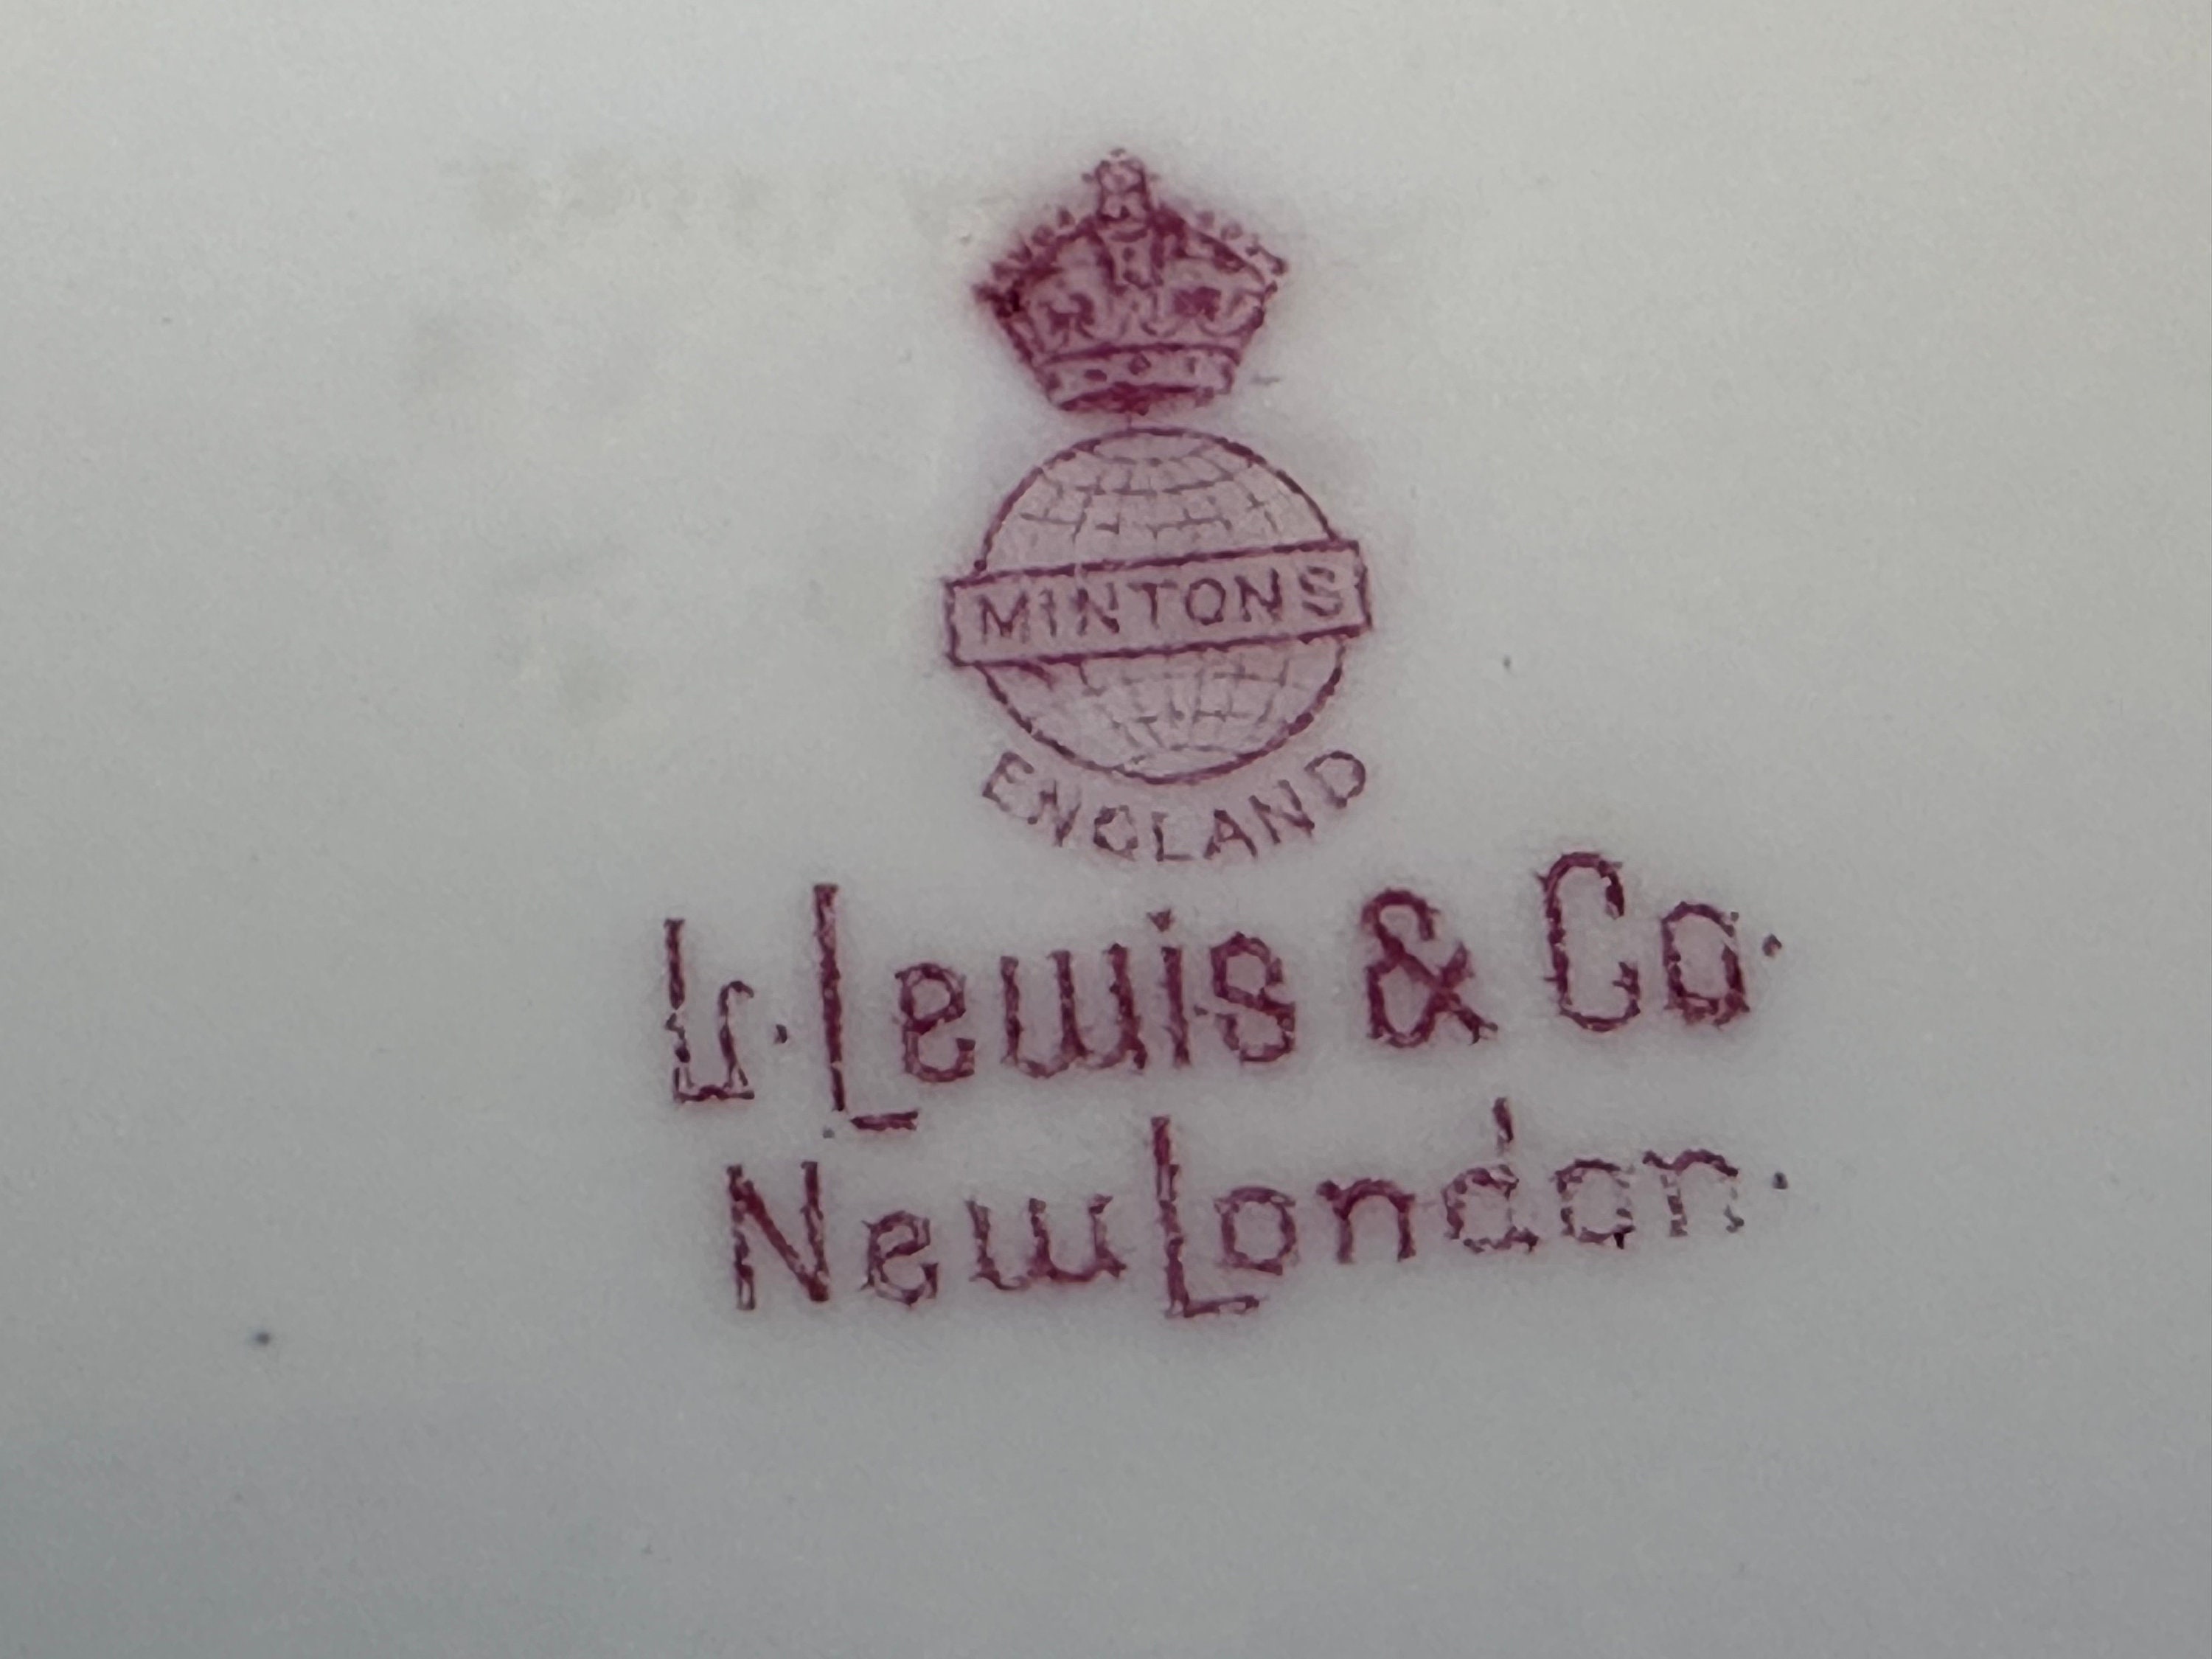 MINTONS
ENGLAND
L. Lewis & Co.
New London.